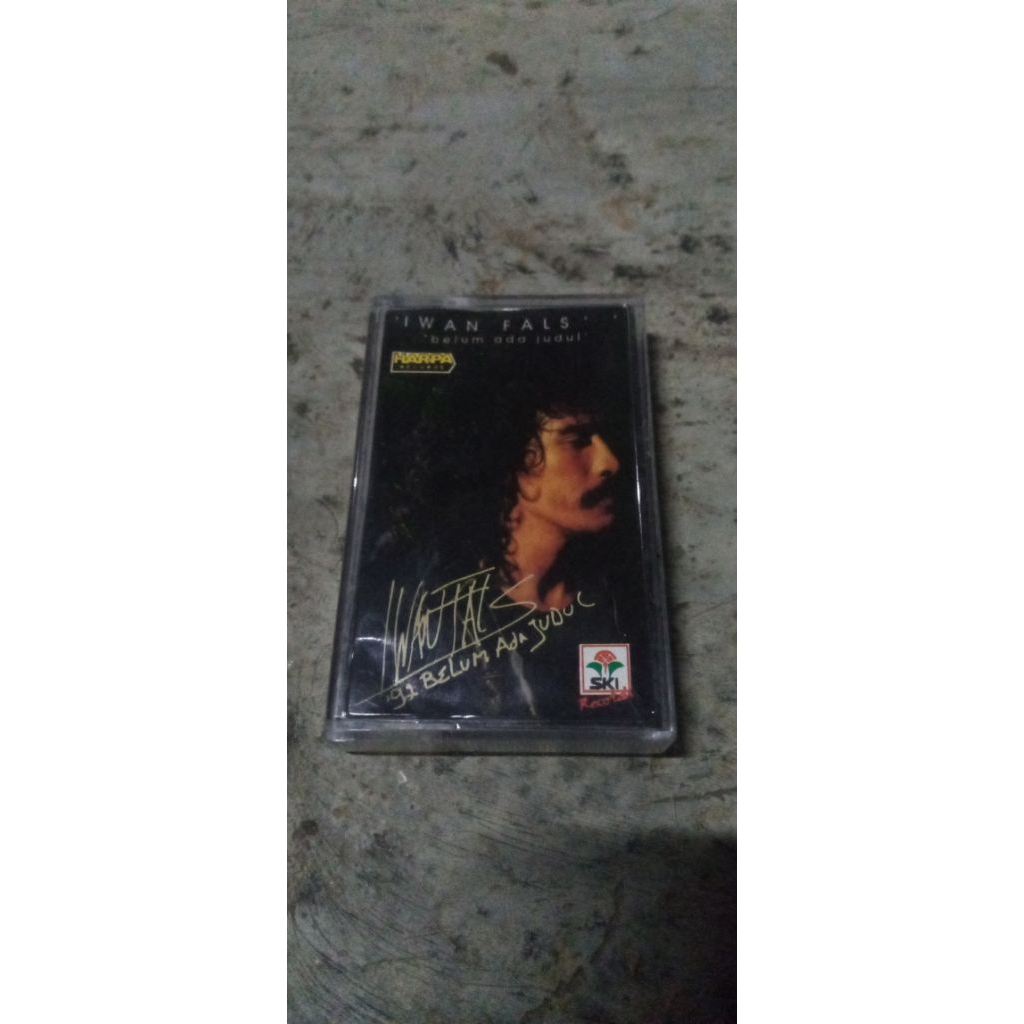 'IWAN FALS'
'belum ada judul'
HARPA
RECORDS
IWAN FALS
'92 BELUM ADA JUDUL
SKI
Records